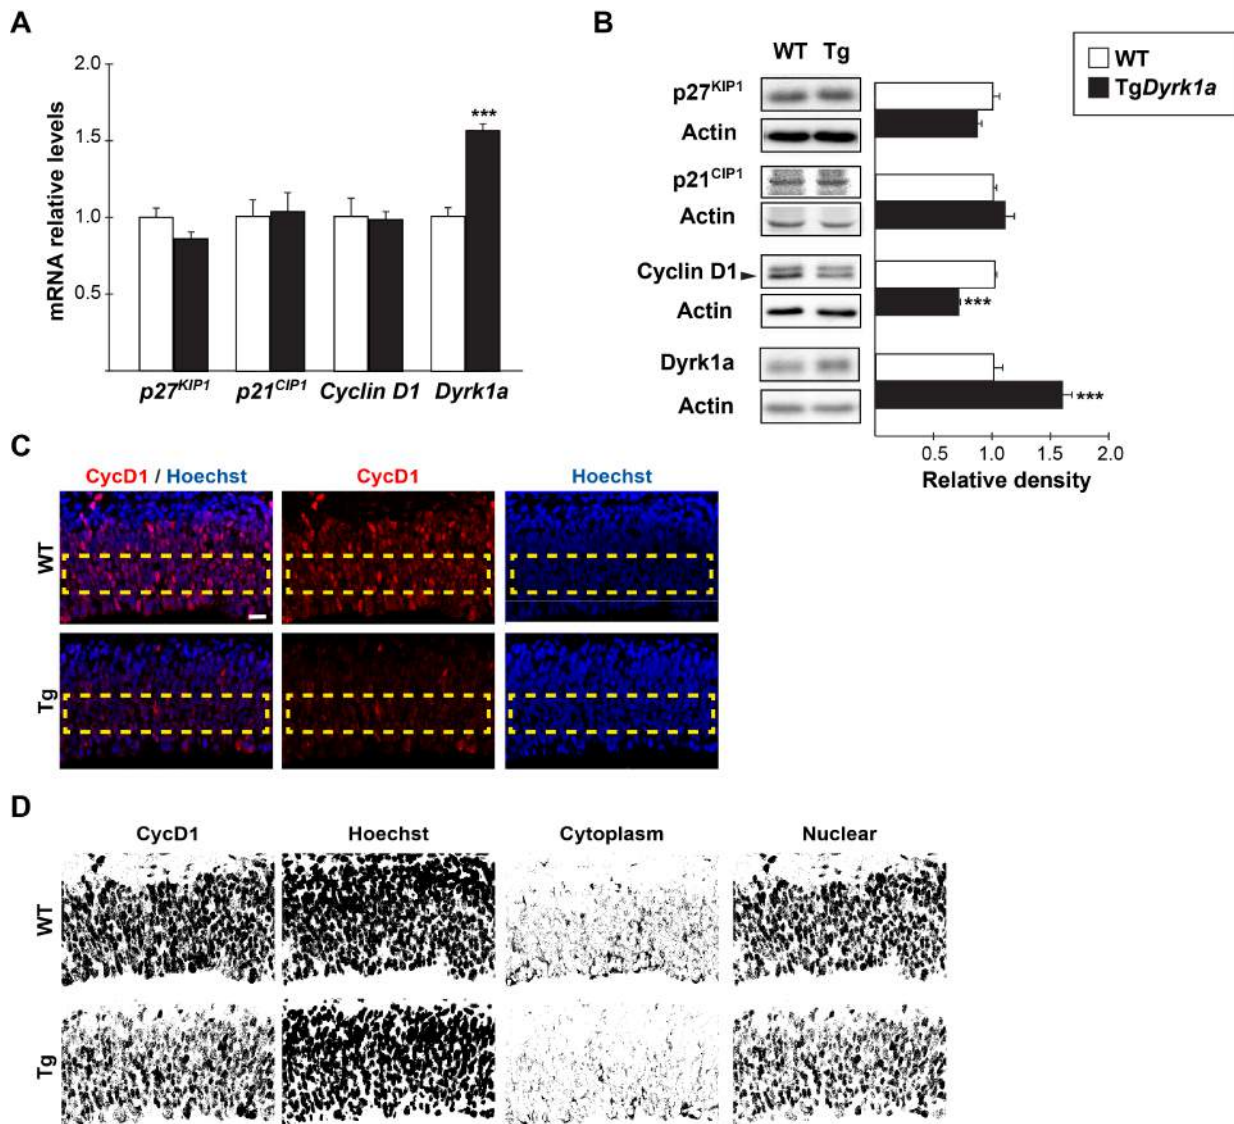 A
mRNA relative levels
2.0
1.5
1.0
0.5
***
p27KIP1 p21CIP1 Cyclin D1 Dyrk1a
B
WT Tg
p27KIP1
Actin
p21CIP1
Actin
Cyclin D1
Actin
Dyrk1a
Actin
***
***
0.5 1.0 1.5 2.0
Relative density
WT
TgDyrk1a
C
CycD1 / Hoechst CycD1 Hoechst
WT
Tg
D
CycD1 Hoechst Cytoplasm Nuclear
WT
Tg